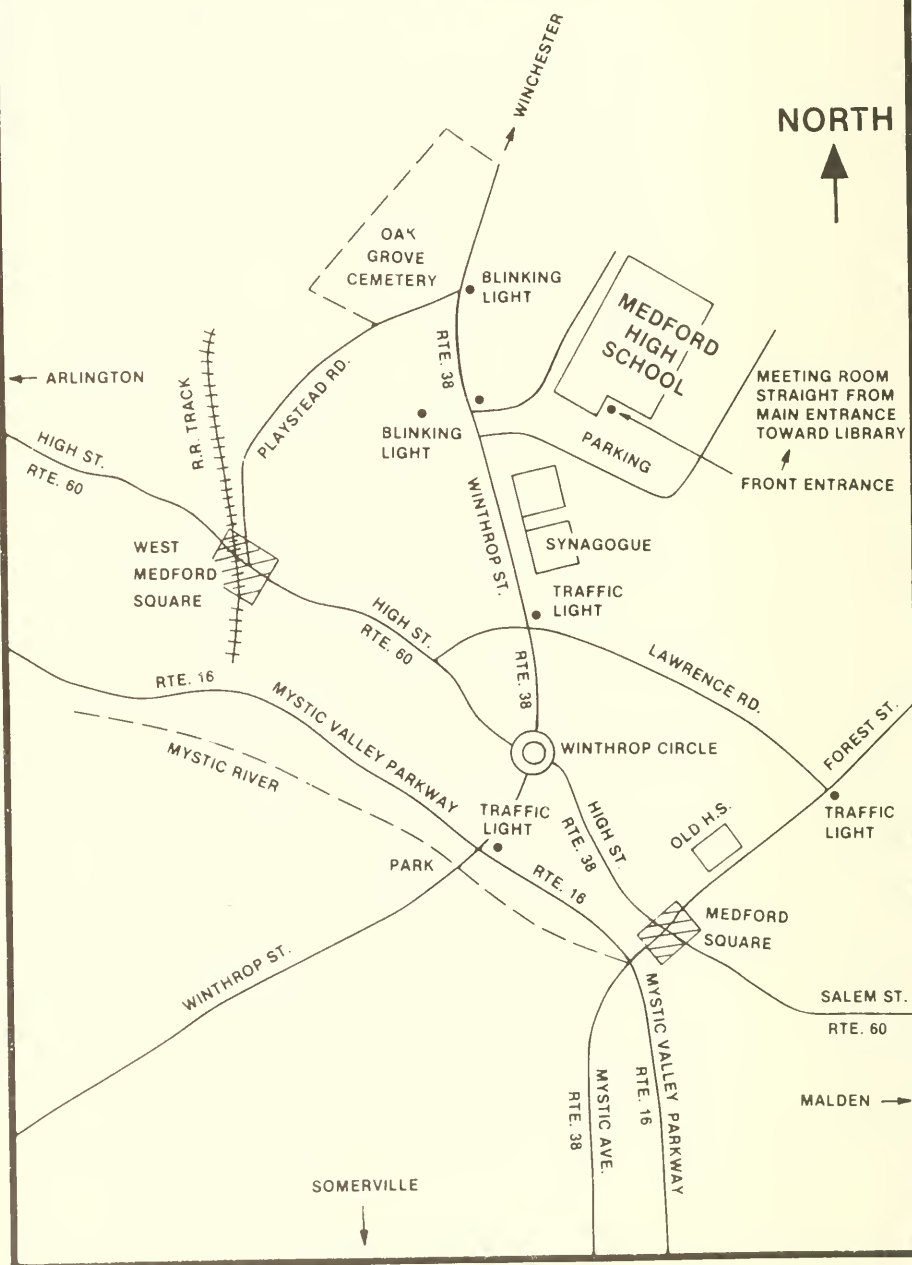 WINCHESTER
NORTH
OAK
GROVE
CEMETERY
BLINKING
LIGHT
MEDFORD
HIGH
SCHOOL
RTE. 38
ARLINGTON
R.R. TRACK
PLAYSTEAD RD.
BLINKING
LIGHT
MEETING ROOM
STRAIGHT FROM
MAIN ENTRANCE
TOWARD LIBRARY
HIGH ST.
RTE. 60
PARKING
FRONT ENTRANCE
WINTHROP ST.
SYNAGOGUE
WEST
MEDFORD
SQUARE
TRAFFIC
LIGHT
HIGH ST.
RTE. 60
RTE. 38
LAWRENCE RD.
RTE. 16
MYSTIC VALLEY PARKWAY
MYSTIC RIVER
WINTHROP CIRCLE
FOREST ST.
TRAFFIC
LIGHT
TRAFFIC
LIGHT
HIGH ST.
RTE. 38
OLD H.S.
PARK
RTE. 16
MEDFORD
SQUARE
WINTHROP ST.
SALEM ST.
RTE. 60
MYSTIC VALLEY PARKWAY
RTE. 16
MYSTIC AVE.
RTE. 38
MALDEN
SOMERVILLE